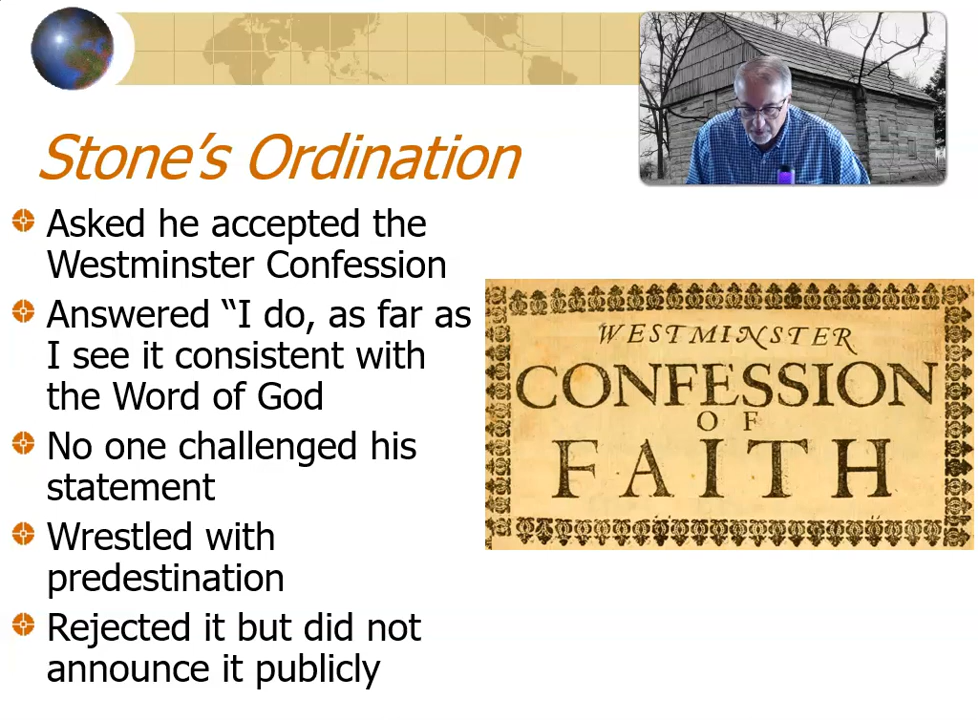 Stone's Ordination
Asked he accepted the
Westminster Confession
Answered “I do, as far as
I see it consistent with
the Word of God
No one challenged his
statement
Wrestled with
predestination
Rejected it but did not
announce it publicly
WESTMINSTER
CONFESSION
OF
FAITH